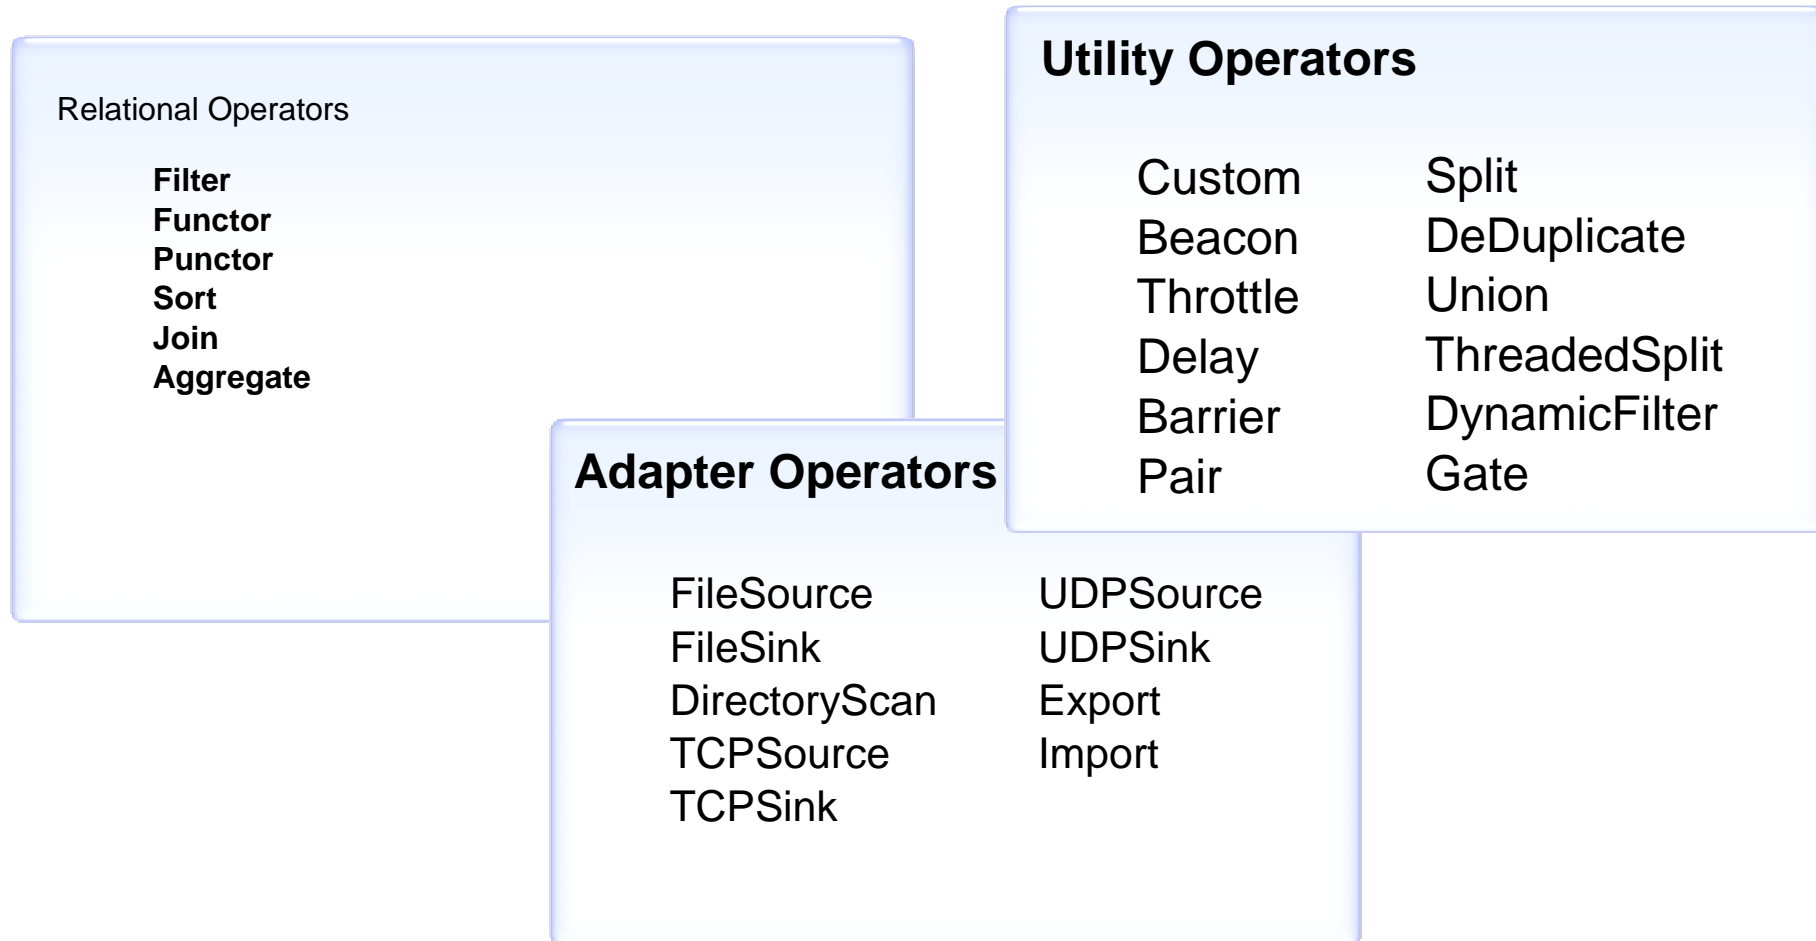 Relational Operators
Filter
Functor
Punctor
Sort
Join
Aggregate
Adapter Operators
FileSource
FileSink
DirectoryScan
TCPSource
TCPSink
UDPSource
UDPSink
Export
Import
Utility Operators
Custom
Beacon
Throttle
Delay
Barrier
Pair
Split
DeDuplicate
Union
ThreadedSplit
DynamicFilter
Gate